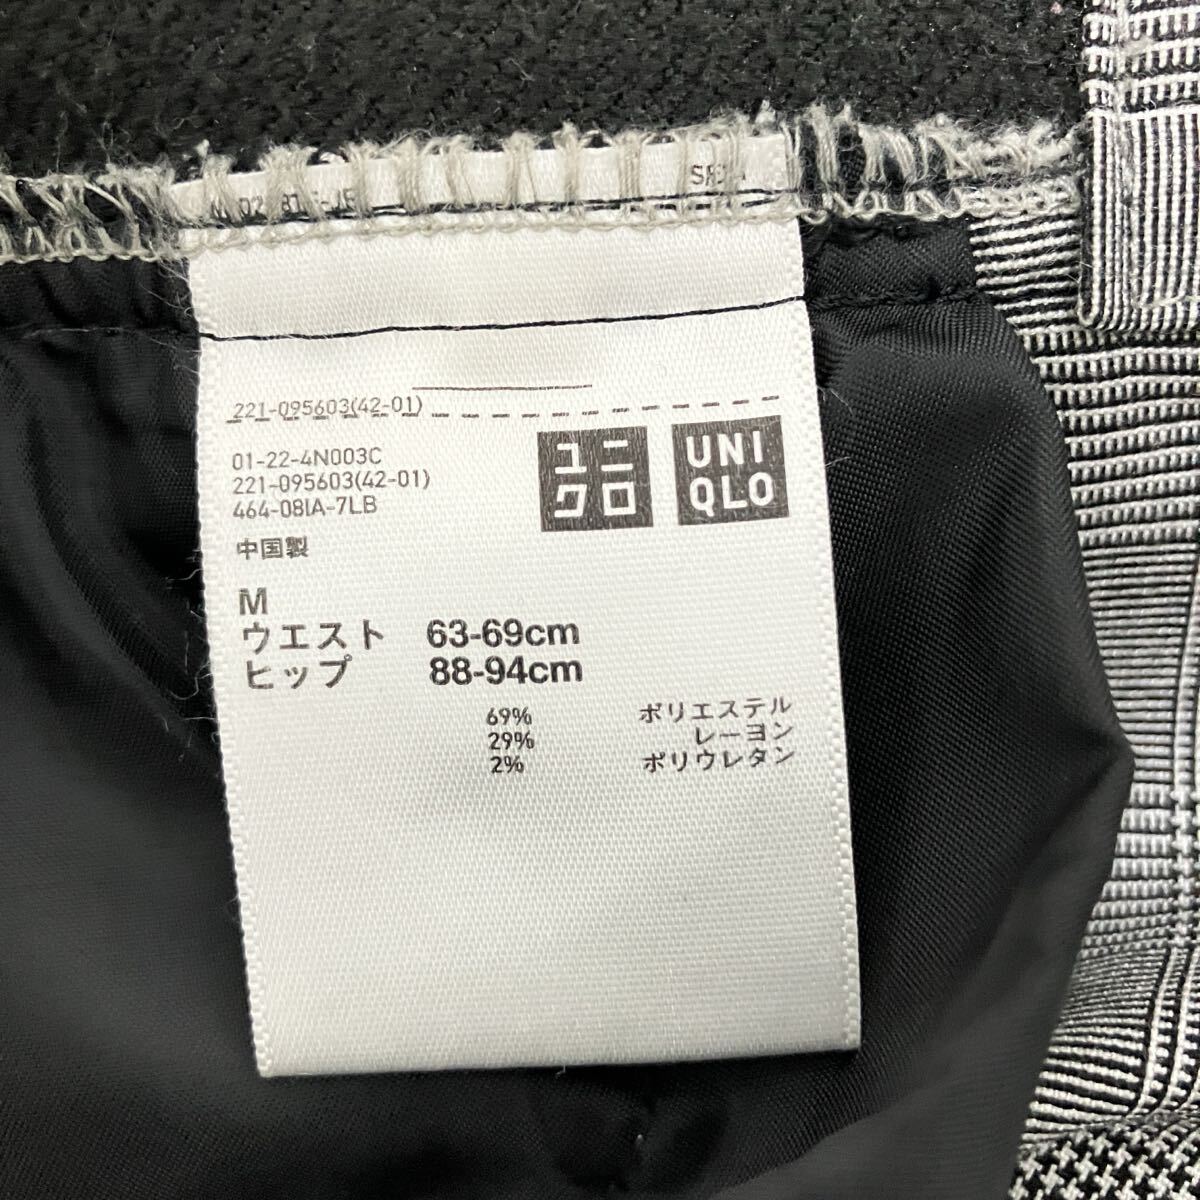 221-095603(42-01)
01-22-4N003C
221-095603(42-01)
464-08IA-7LB
中国製
ユニ
クロ
UNI
QLO
M
ウエスト 63-69cm
ヒップ 88-94cm
69% ポリエステル
29% レーヨン
2% ポリウレタン